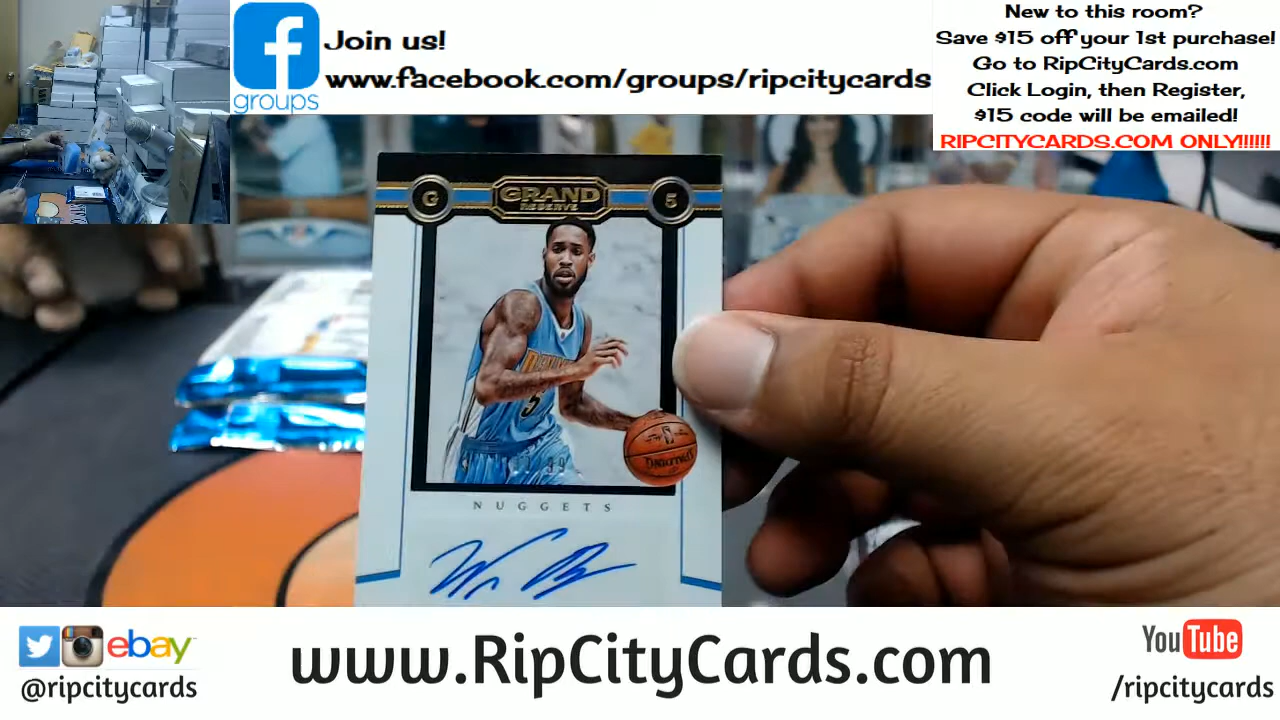 groups
Join us!
www.facebook.com/groups/ripcitycards
New to this room?
Save $15 off your 1st purchase!
Go to RipCityCards.com
Click Login, then Register,
$15 code will be emailed!
RIPCITYCARDS.COM ONLY!!!!!!
G
GRAND
RESERVE
5
5
SPALDING
NUGGETS
ebay
@ripcitycards
www.RipCityCards.com
YouTube
/ripcitycards